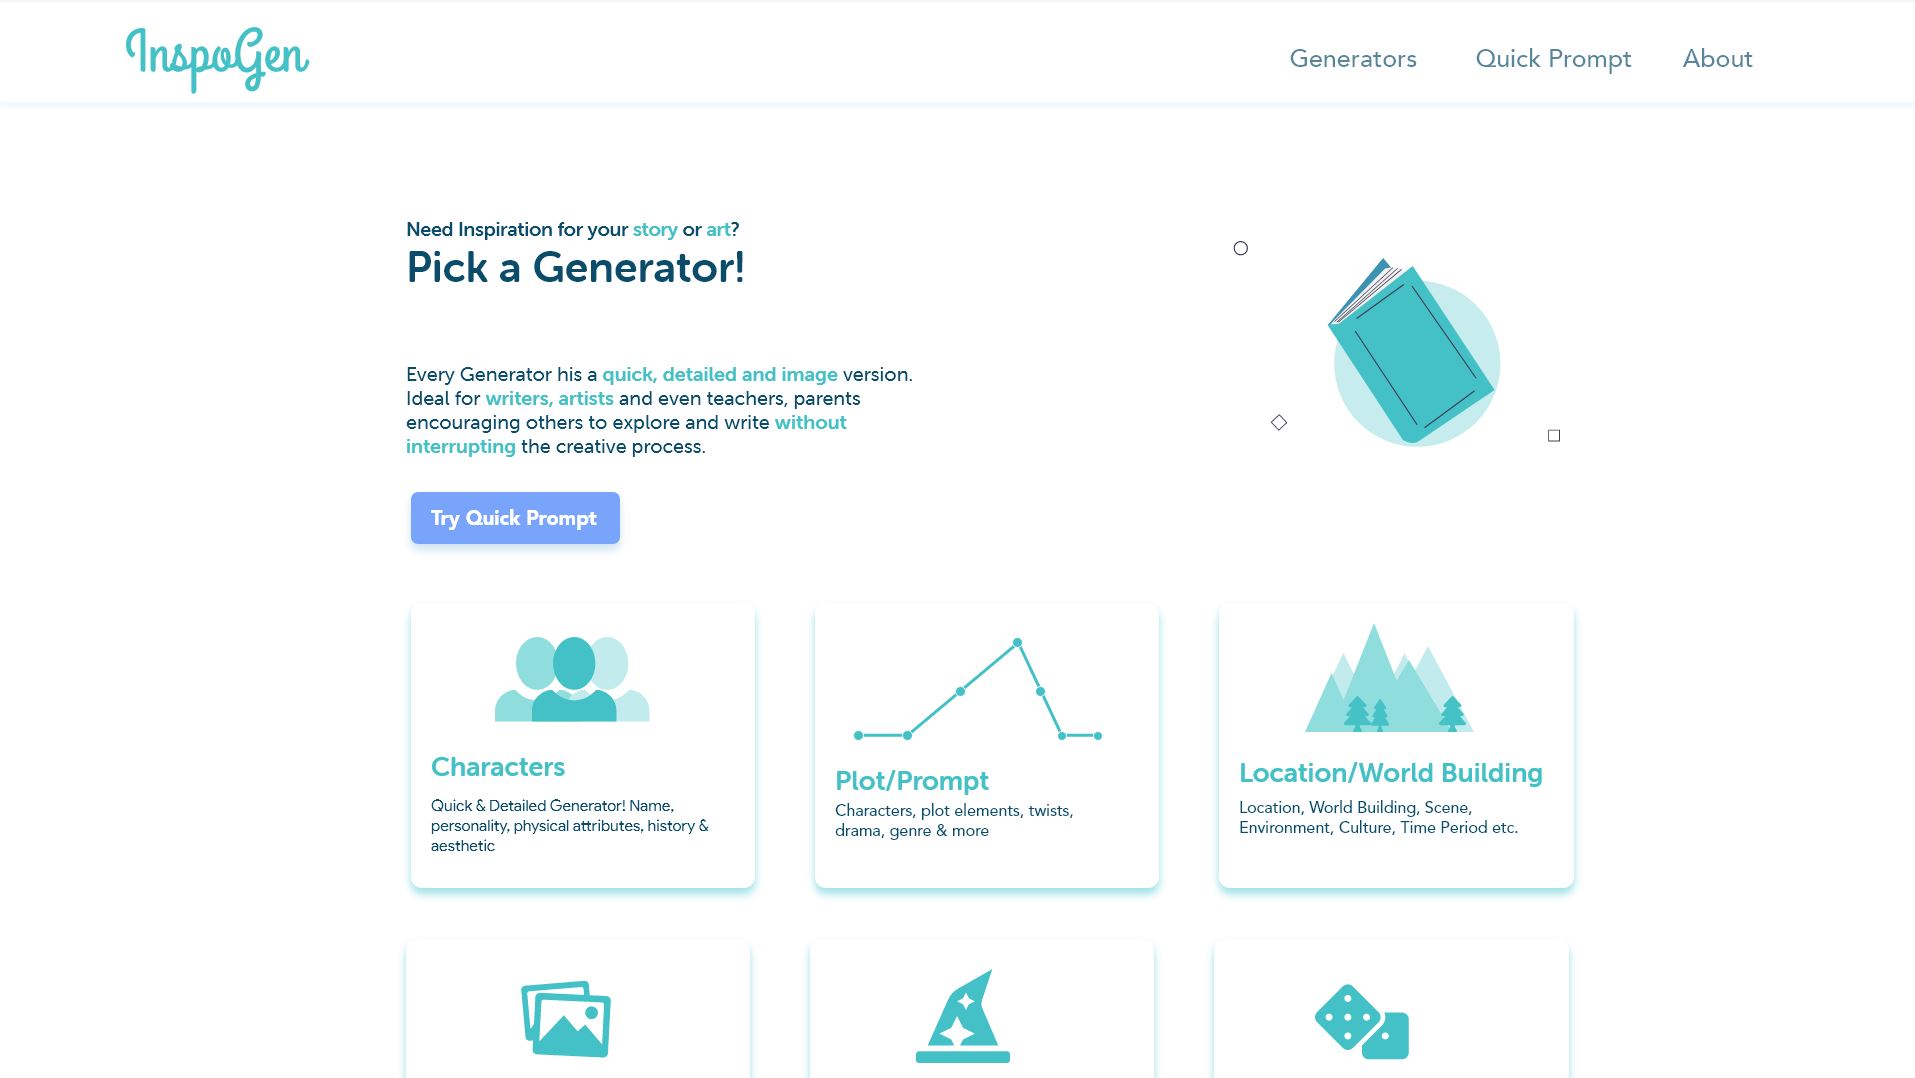 InspoGen
Generators
Quick Prompt
About
Need Inspiration for your story or art?
Pick a Generator!
Every Generator his a quick, detailed and image version.
Ideal for writers, artists and even teachers, parents
encouraging others to explore and write without
interrupting the creative process.
Try Quick Prompt
Characters
Quick & Detailed Generator! Name,
personality, physical attributes, history &
aesthetic
Plot/Prompt
Characters, plot elements, twists,
drama, genre & more
Location/World Building
Location, World Building, Scene,
Environment, Culture, Time Period etc.